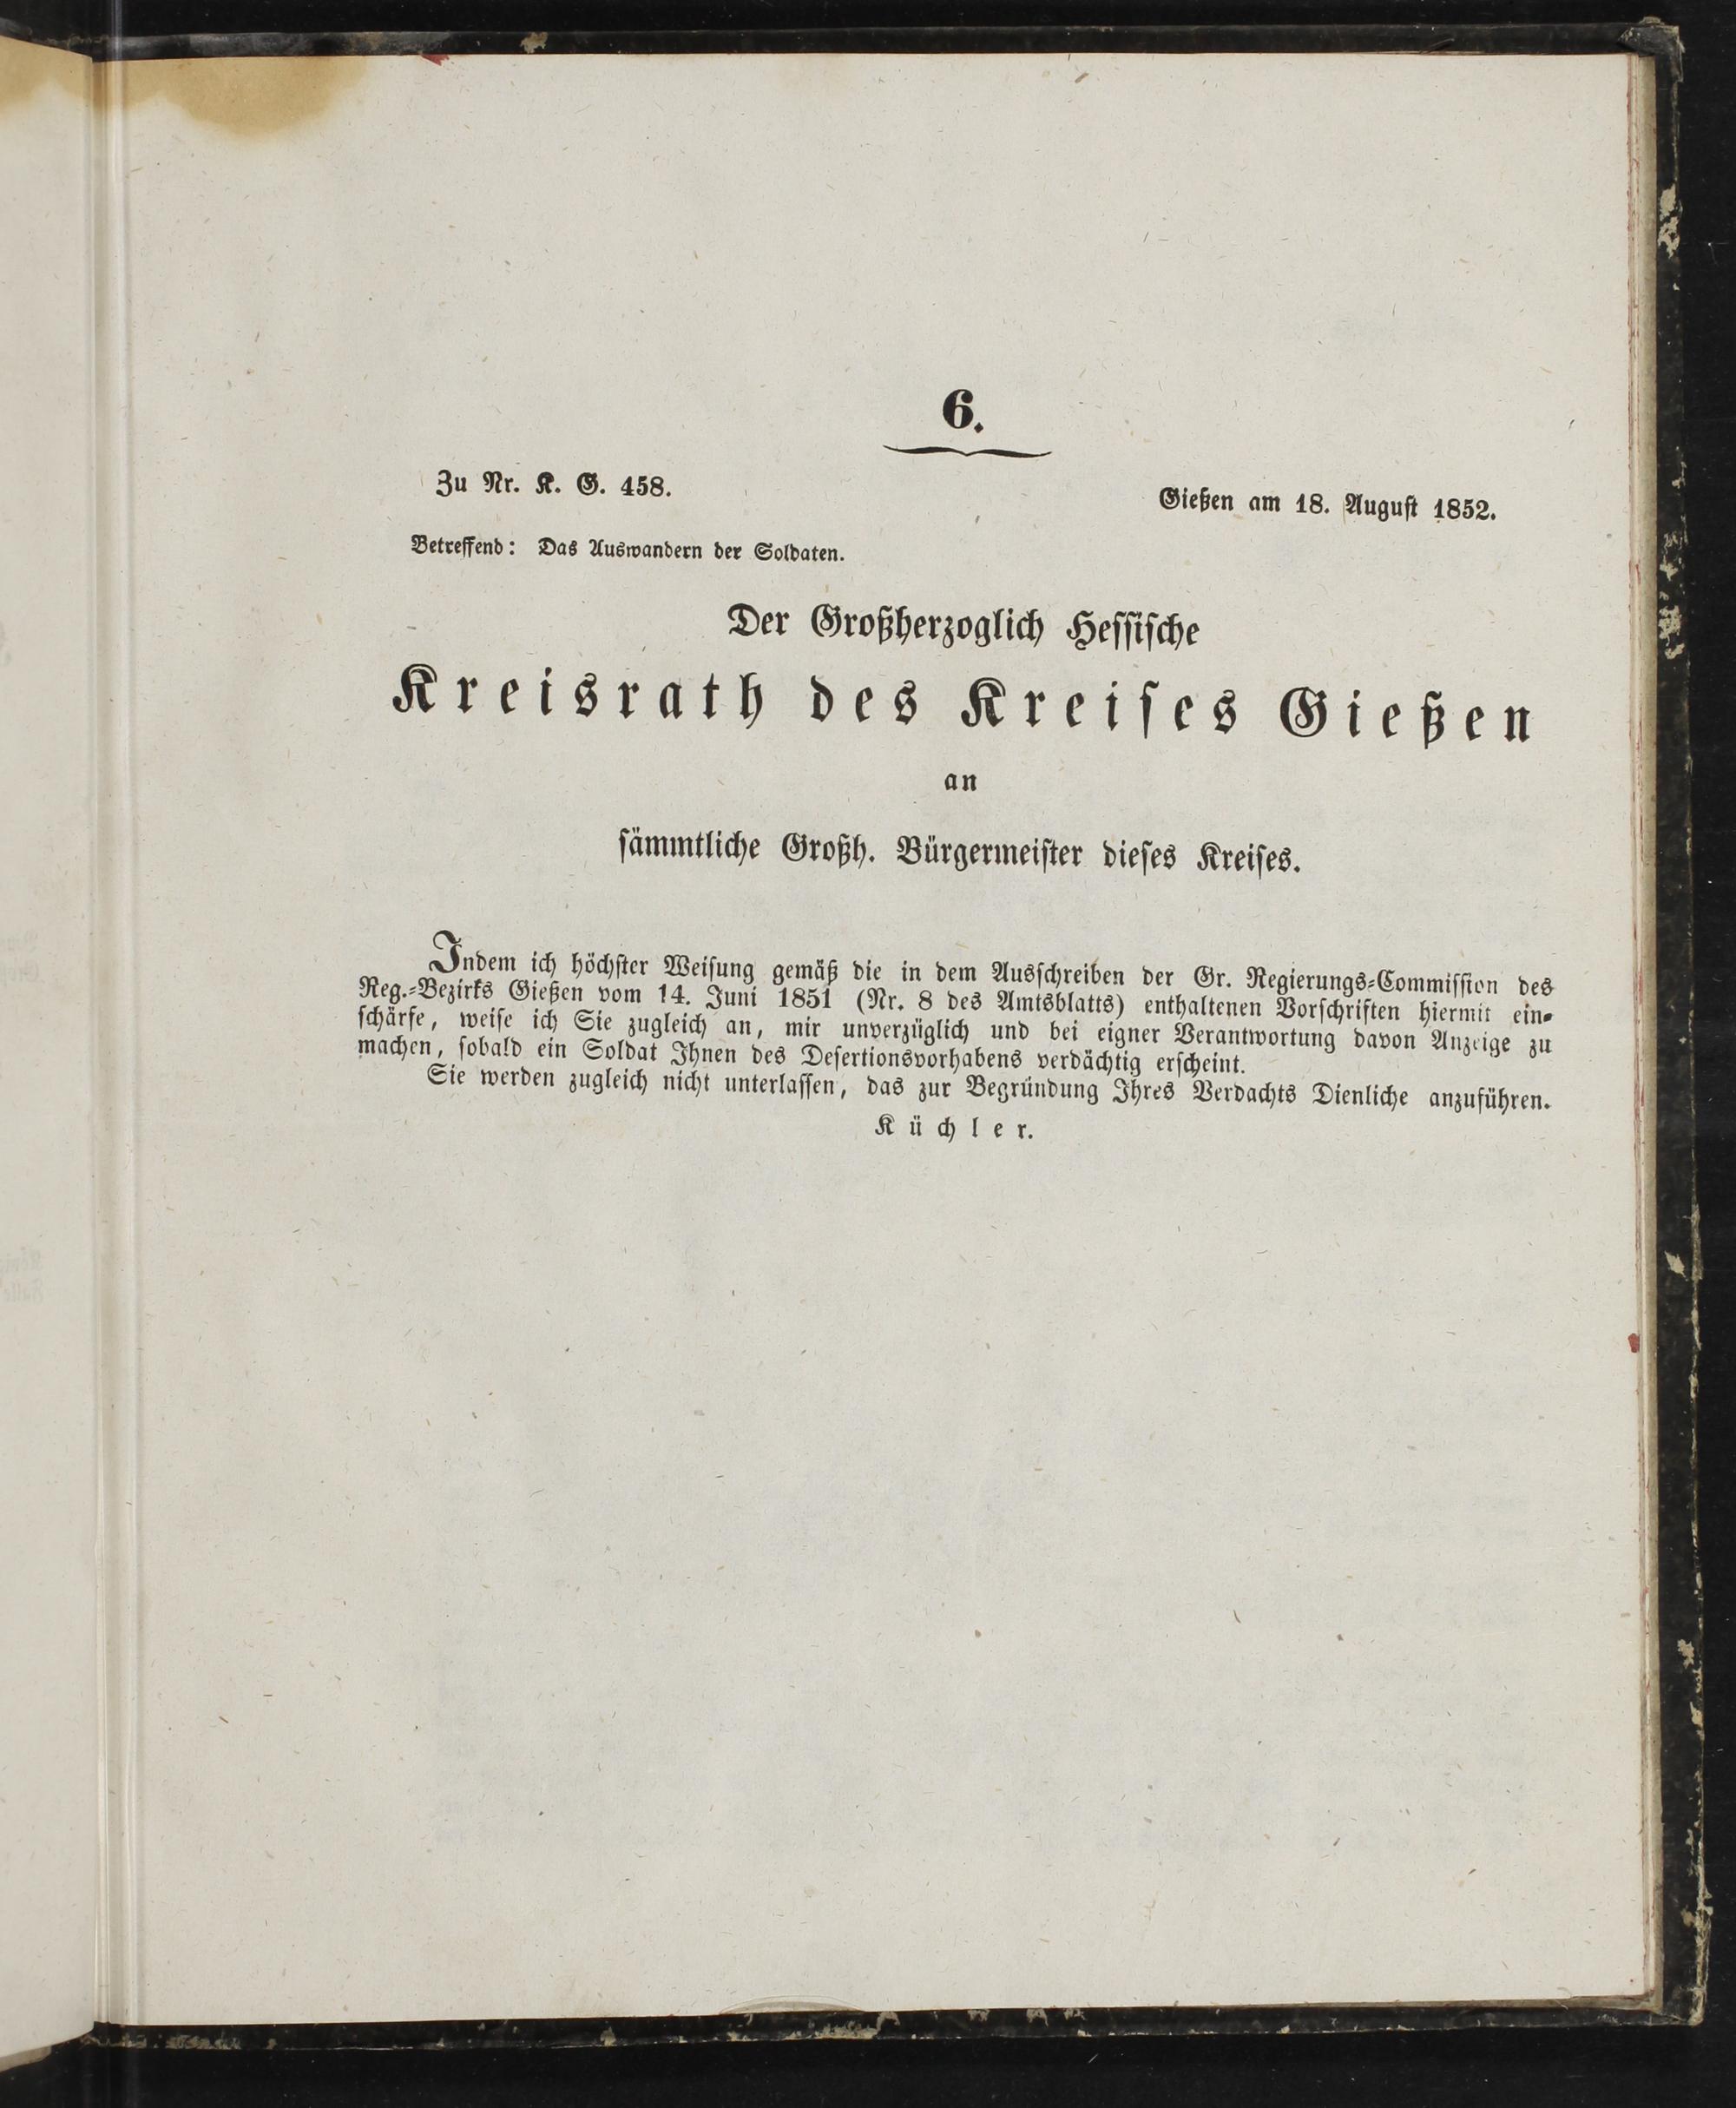 6.
Zu Nr. K. G. 458.
Gießen am 18. August 1852.
Betreffend: Das Auswandern der Soldaten.
Der Großherzoglich Hessische
Kreisrath des Kreises Gießen
an
sämmtliche Großh. Bürgermeister dieses Kreises.
Indem ich höchster Weisung gemäß die in dem Ausschreiben der Gr. Regierungs-Commission des
Reg.-Bezirks Gießen vom 14. Juni 1851 (Nr. 8 des Amtsblatts) enthaltenen Vorschriften hiermit ein-
schärfe, weise ich Sie zugleich an, mir unverzüglich und bei eigner Verantwortung davon Anzeige zu
machen, sobald ein Soldat Ihnen des Desertionsvorhabens verdächtig erscheint.
Sie werden zugleich nicht unterlassen, das zur Begründung Ihres Verdachts Dienliche anzuführen.
Küchler.